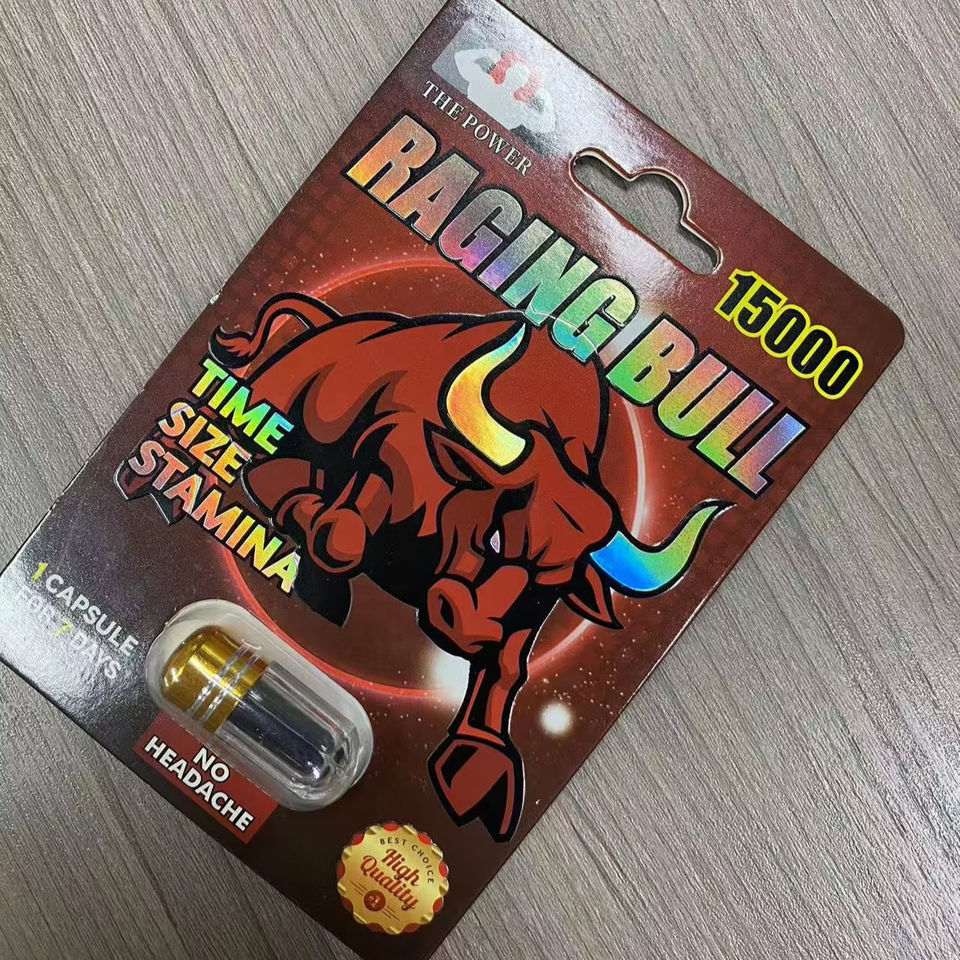 THE POWER
RAGING BULL
15000
TIME
SIZE
STAMINA
1 CAPSULE
FOR 7 DAYS
NO
HEADACHE
BEST CHOICE
High
Quality